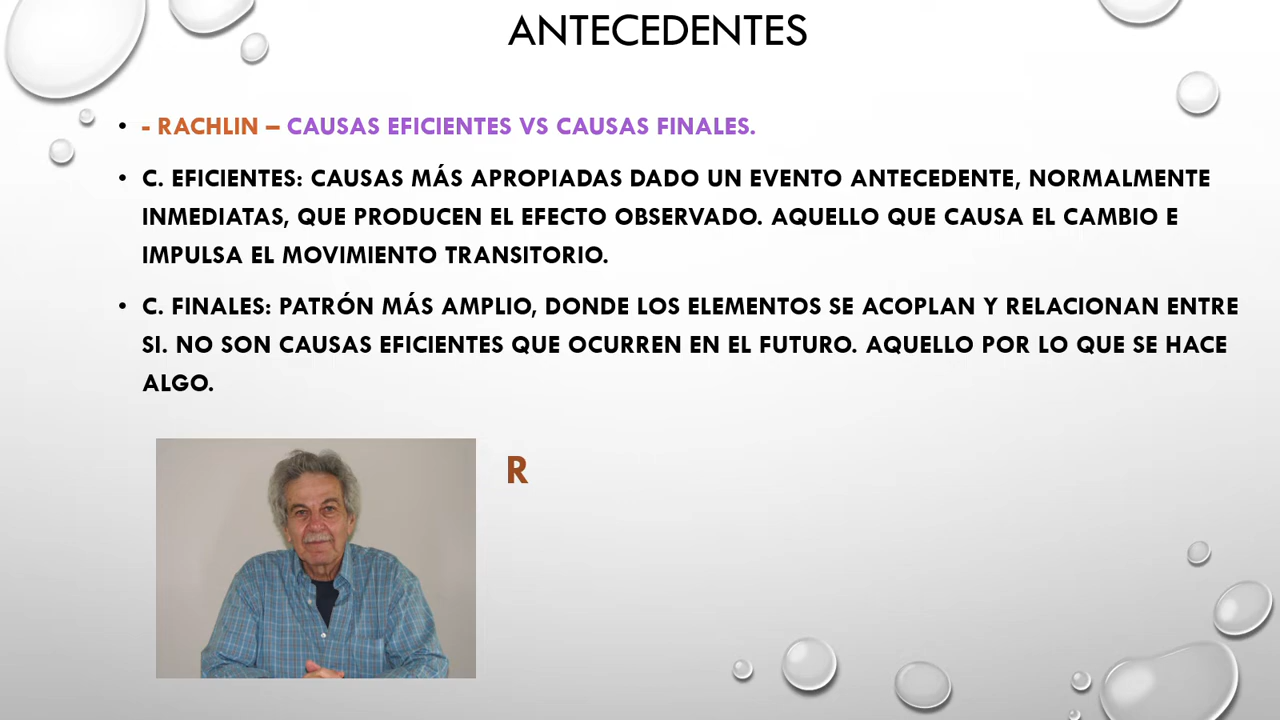 ANTECEDENTES
• - RACHLIN – CAUSAS EFICIENTES VS CAUSAS FINALES.
• C. EFICIENTES: CAUSAS MÁS APROPIADAS DADO UN EVENTO ANTECEDENTE, NORMALMENTE
INMEDIATAS, QUE PRODUCEN EL EFECTO OBSERVADO. AQUELLO QUE CAUSA EL CAMBIO E
IMPULSA EL MOVIMIENTO TRANSITORIO.
• C. FINALES: PATRÓN MÁS AMPLIO, DONDE LOS ELEMENTOS SE ACOPLAN Y RELACIONAN ENTRE
SI. NO SON CAUSAS EFICIENTES QUE OCURREN EN EL FUTURO. AQUELLO POR LO QUE SE HACE
ALGO.
R